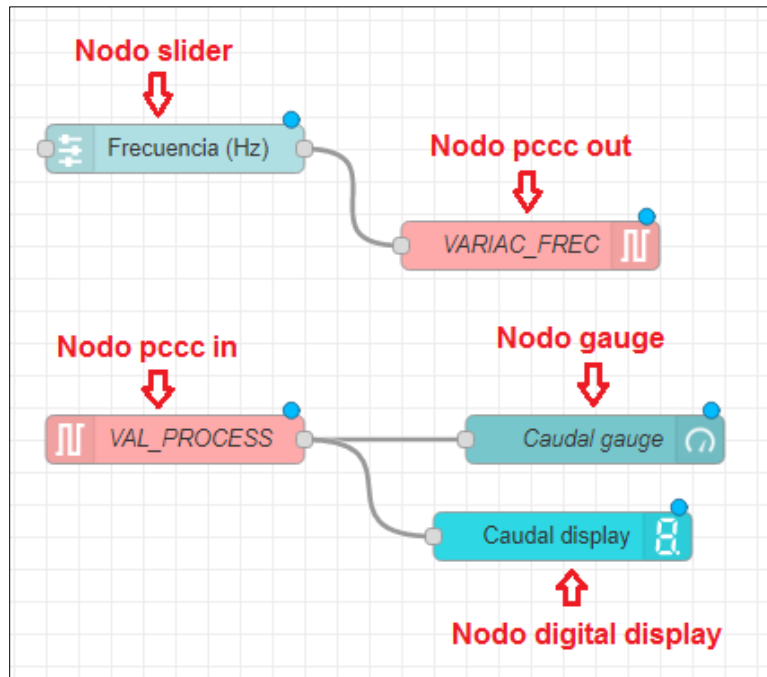 Nodo slider
Frecuencia (Hz)
Nodo pccc out
VARIAC_FREC
Nodo pccc in
Nodo gauge
VAL_PROCESS
Caudal gauge
Caudal display
Nodo digital display